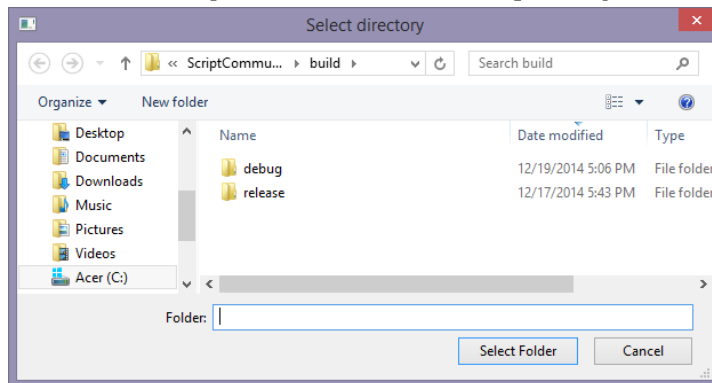 Select directory
« ScriptCommu... build Search build
Organize New folder
Desktop
Documents
Downloads
Music
Pictures
Videos
Acer (C:)
Name Date modified Type
debug 12/19/2014 5:06 PM File folder
release 12/17/2014 5:43 PM File folder
Folder:
Select Folder Cancel